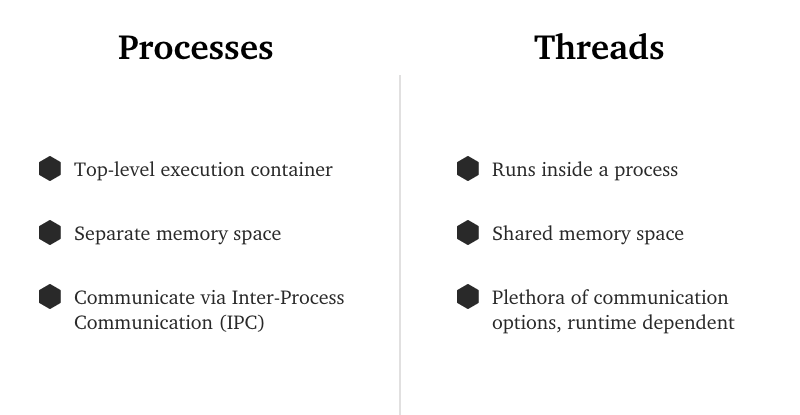 Processes
Top-level execution container
Separate memory space
Communicate via Inter-Process
Communication (IPC)
Threads
Runs inside a process
Shared memory space
Plethora of communication
options, runtime dependent